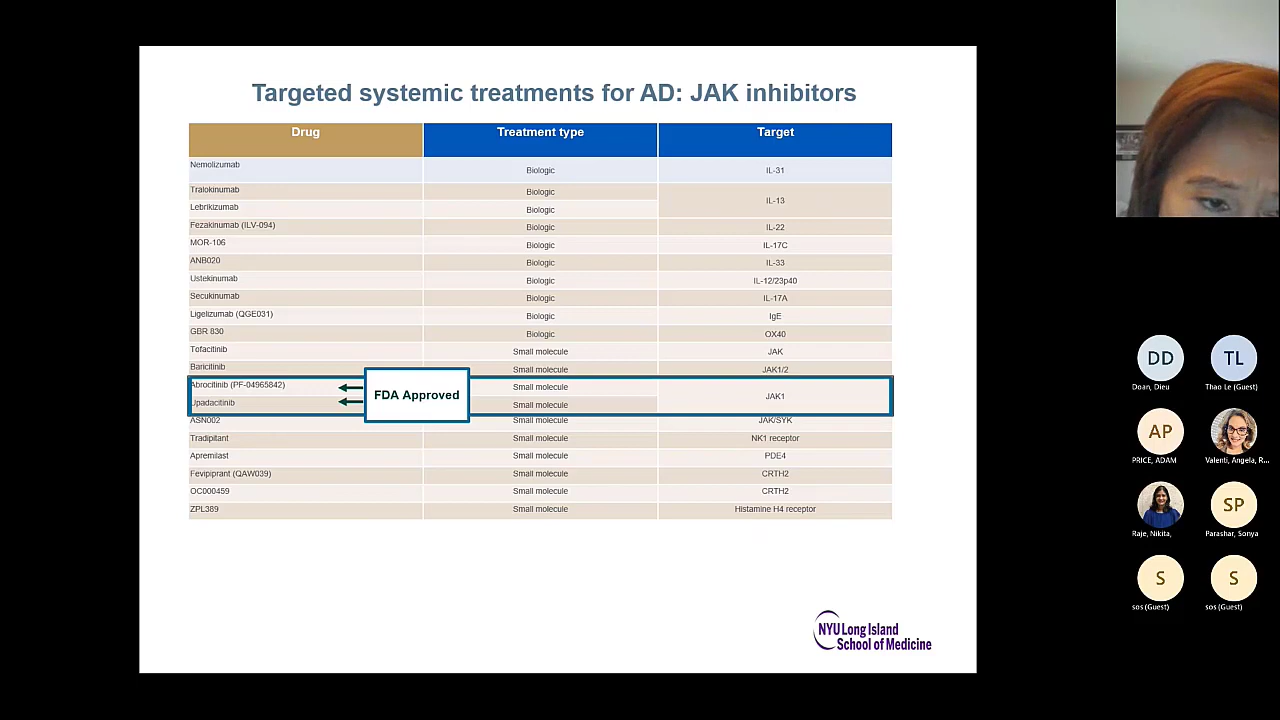 Targeted systemic treatments for AD: JAK inhibitors
Drug Treatment type Target
Nemolizumab Biologic IL-31
Tralokinumab Biologic IL-13
Lebrikizumab Biologic
Fezakinumab (ILV-094) Biologic IL-22
MOR-106 Biologic IL-17C
ANB020 Biologic IL-33
Ustekinumab Biologic IL-12/23p40
Secukinumab Biologic IL-17A
Ligelizumab (QGE031) Biologic IgE
GBR 830 Biologic OX40
Tofacitinib Small molecule JAK
Baricitinib Small molecule JAK1/2
Abrocitinib (PF-04965842) Small molecule JAK1
FDA Approved
Upadacitinib Small molecule
ASN002 Small molecule JAK/SYK
Tradipitant Small molecule NK1 receptor
Apremilast Small molecule PDE4
Fevipiprant (QAW039) Small molecule CRTH2
OC000459 Small molecule CRTH2
ZPL389 Small molecule Histamine H4 receptor
NYU Long Island
School of Medicine
DD TL
Doan, Dieu Thao Le (Guest)
AP
PRICE, ADAM Valenti, Angela, R...
SP
Raje, Nikita, Parashar, Sonya
S S
sos (Guest) sos (Guest)